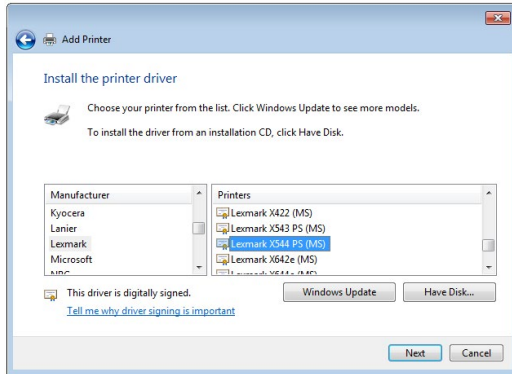 Add Printer
Install the printer driver
Choose your printer from the list. Click Windows Update to see more models.
To install the driver from an installation CD, click Have Disk.
Manufacturer
Kyocera
Lanier
Lexmark
Microsoft
Printers
Lexmark X422 (MS)
Lexmark X543 PS (MS)
Lexmark X544 PS (MS)
Lexmark X642e (MS)
This driver is digitally signed.
Tell me why driver signing is important
Windows Update
Have Disk...
Next
Cancel